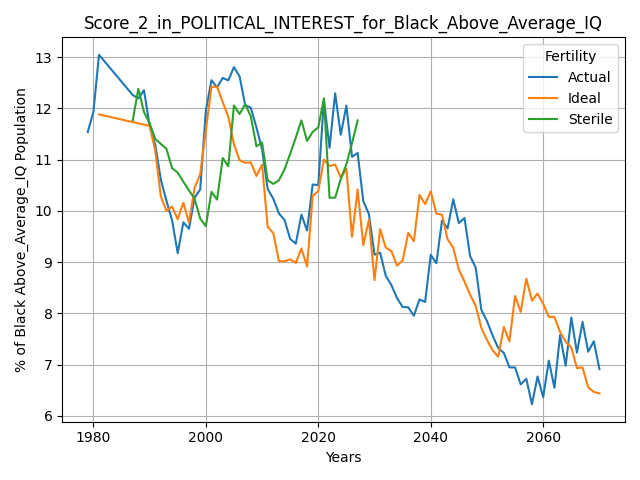 Score_2_in_POLITICAL_INTEREST_for_Black_Above_Average_IQ
Fertility
Actual
Ideal
Sterile
% of Black Above_Average_IQ Population
13
12
11
10
9
8
7
6
1980
2000
2020
2040
2060
Years